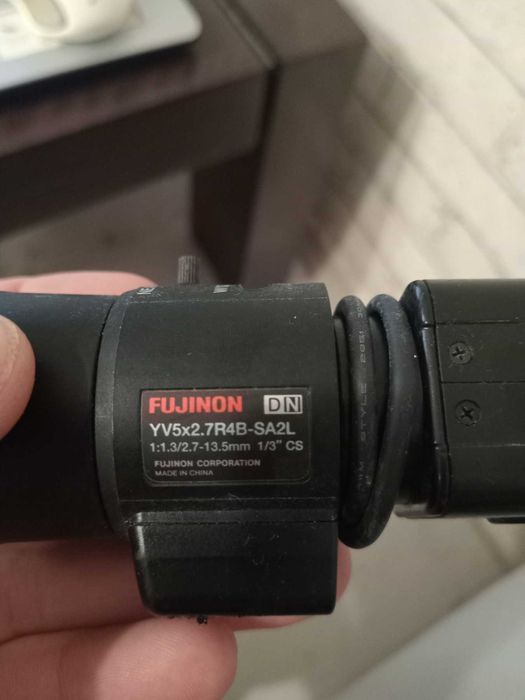 FUJINON DN
YV5x2.7R4B-SA2L
1:1.3/2.7-13.5mm 1/3" CS
FUJINON CORPORATION
MADE IN CHINA
STYLE